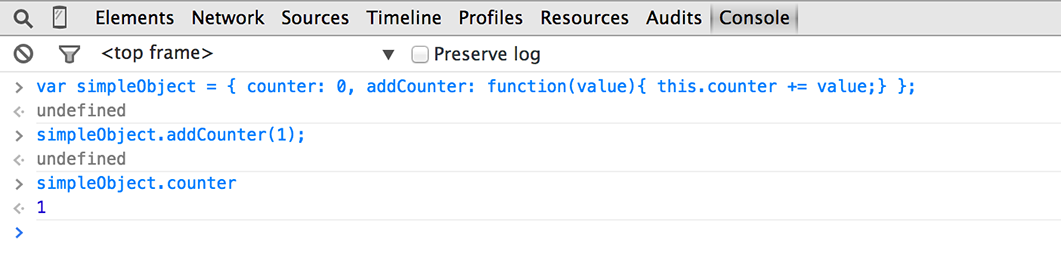 Elements Network Sources Timeline Profiles Resources Audits Console
<top frame> ▼ Preserve log
> var simpleObject = { counter: 0, addCounter: function(value){ this.counter += value;} };
<· undefined
> simpleObject.addCounter(1);
<· undefined
> simpleObject.counter
<· 1
>